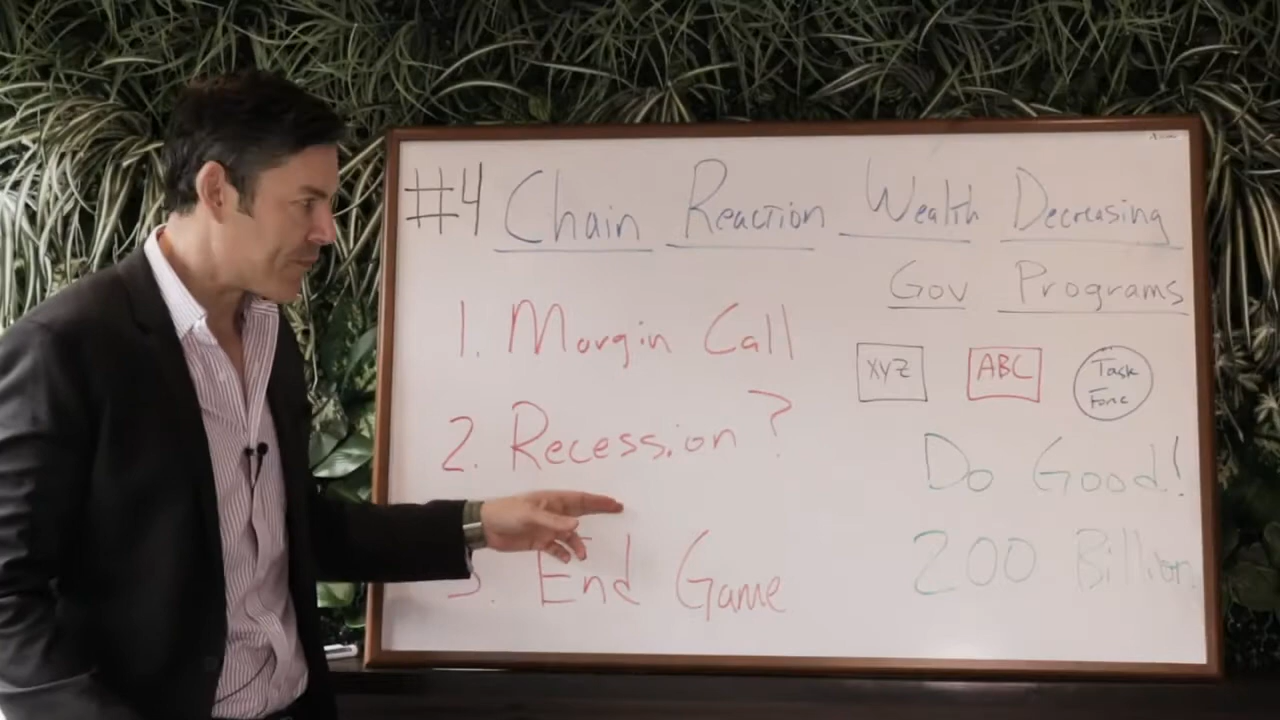 #4 Chain Reaction Wealth Decreasing
Gov Programs
1. Margin Call
XYZ
ABC
Task
Force
2. Recession?
Do Good!
3. End Game
200 Billion